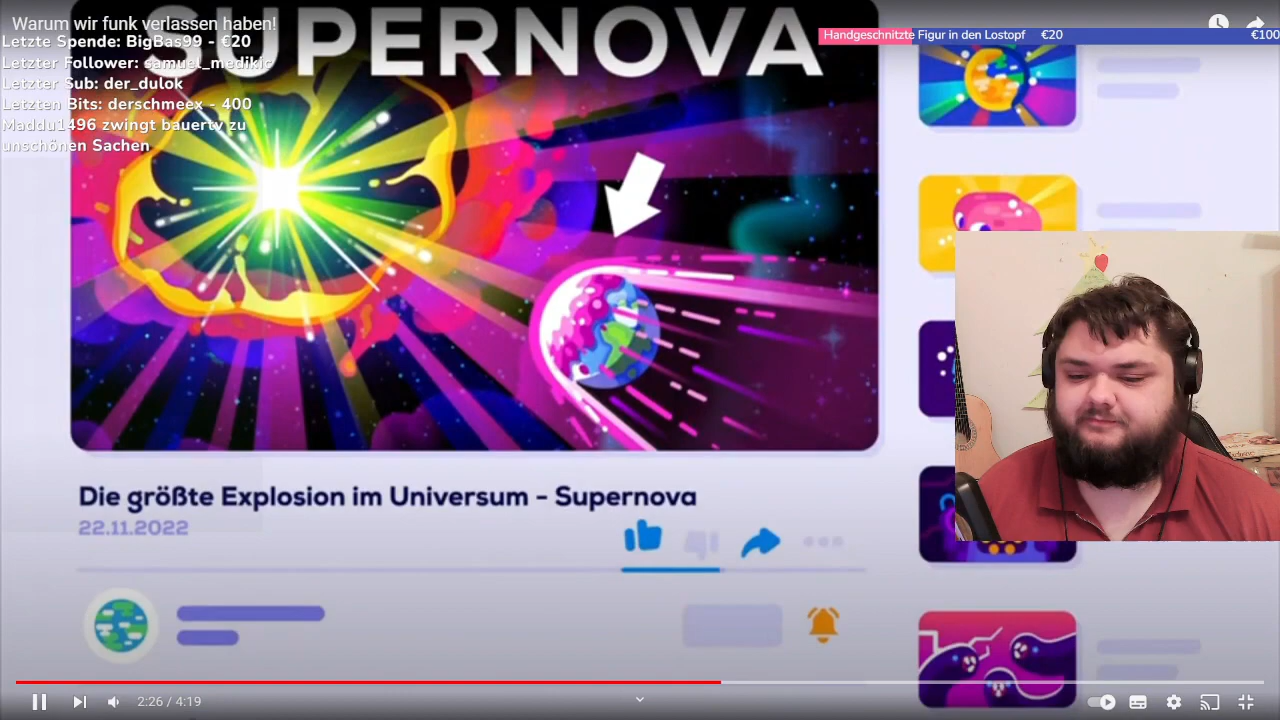 SUPERNOVA
Warum wir funk verlassen haben!
Letzte Spende: BigBas99 - €20
Letzter Follower: samuel_medikic
Letzter Sub: der_dulok
Letzten Bits: derschmeex - 400
Maddu1496 zwingt bauertv zu
unschönen Sachen
Handgeschnitzte Figur in den Lostopf €20 €100
Die größte Explosion im Universum - Supernova
22.11.2022
2:26 / 4:19